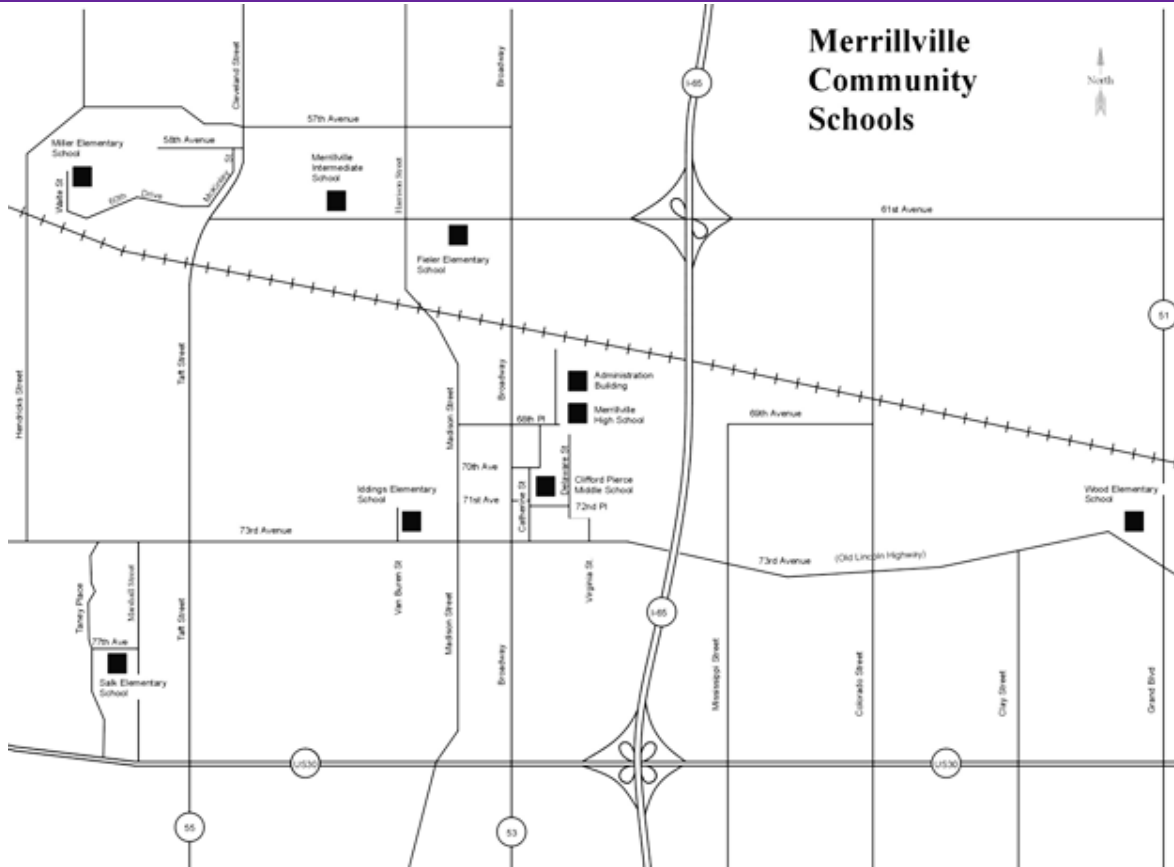 Merrillville
Community
Schools
North
I-65
Cleveland Street
Broadway
57th Avenue
58th Avenue
Miller Elementary
School
Merrillville
Intermediate
School
Harrison Street
McKinley St
Waite St
60th Drive
61st Avenue
Fieler Elementary
School
51
Hendricks Street
Taft Street
Madison Street
Broadway
Administration
Building
Merrillville
High School
68th Pl
69th Avenue
70th Ave
71st Ave
Catherine St
Delaware St
Clifford Pierce
Middle School
72nd Pl
Iddings Elementary
School
Wood Elementary
School
73rd Avenue
73rd Avenue
(Old Lincoln Highway)
Taney Place
Marshall Street
Taft Street
Van Buren St
Madison Street
Broadway
Virginia St.
I-65
77th Ave
Salk Elementary
School
Mississippi Street
Colorado Street
Clay Street
Grand Blvd
US30
US30
55
53